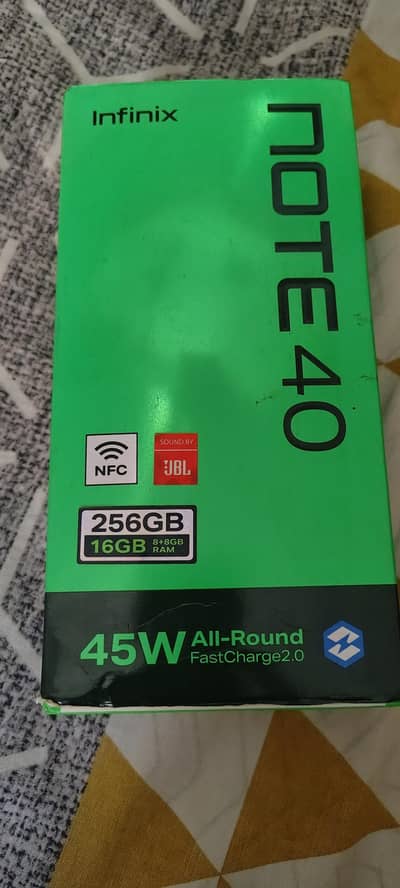 Infinix
NOTE 40
NFC
SOUND BY
JBL
256GB
16GB 8+8GB RAM
45W All-Round
FastCharge2.0